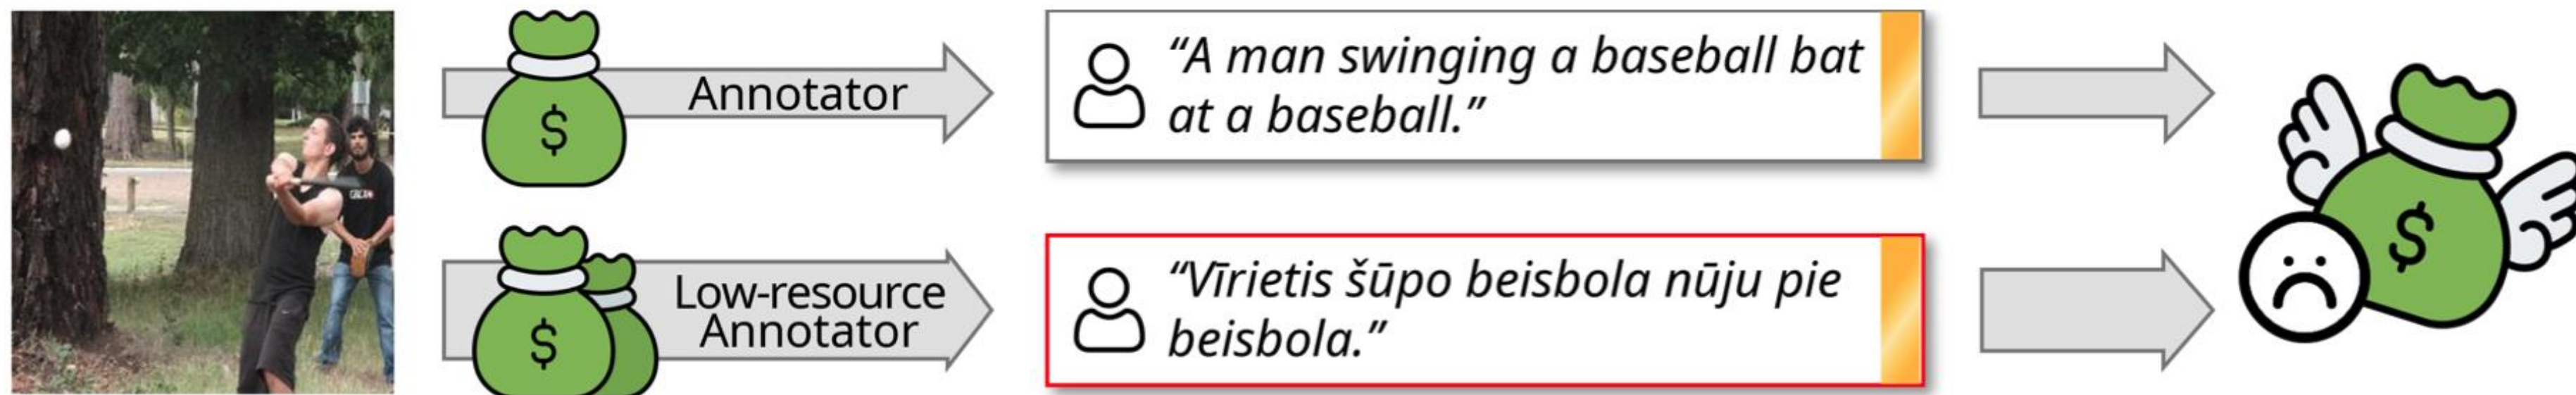 $
Annotator
“A man swinging a baseball bat
at a baseball.”
$
Low-resource
Annotator
“Vīrietis šūpo beisbola nūju pie
beisbola.”
$